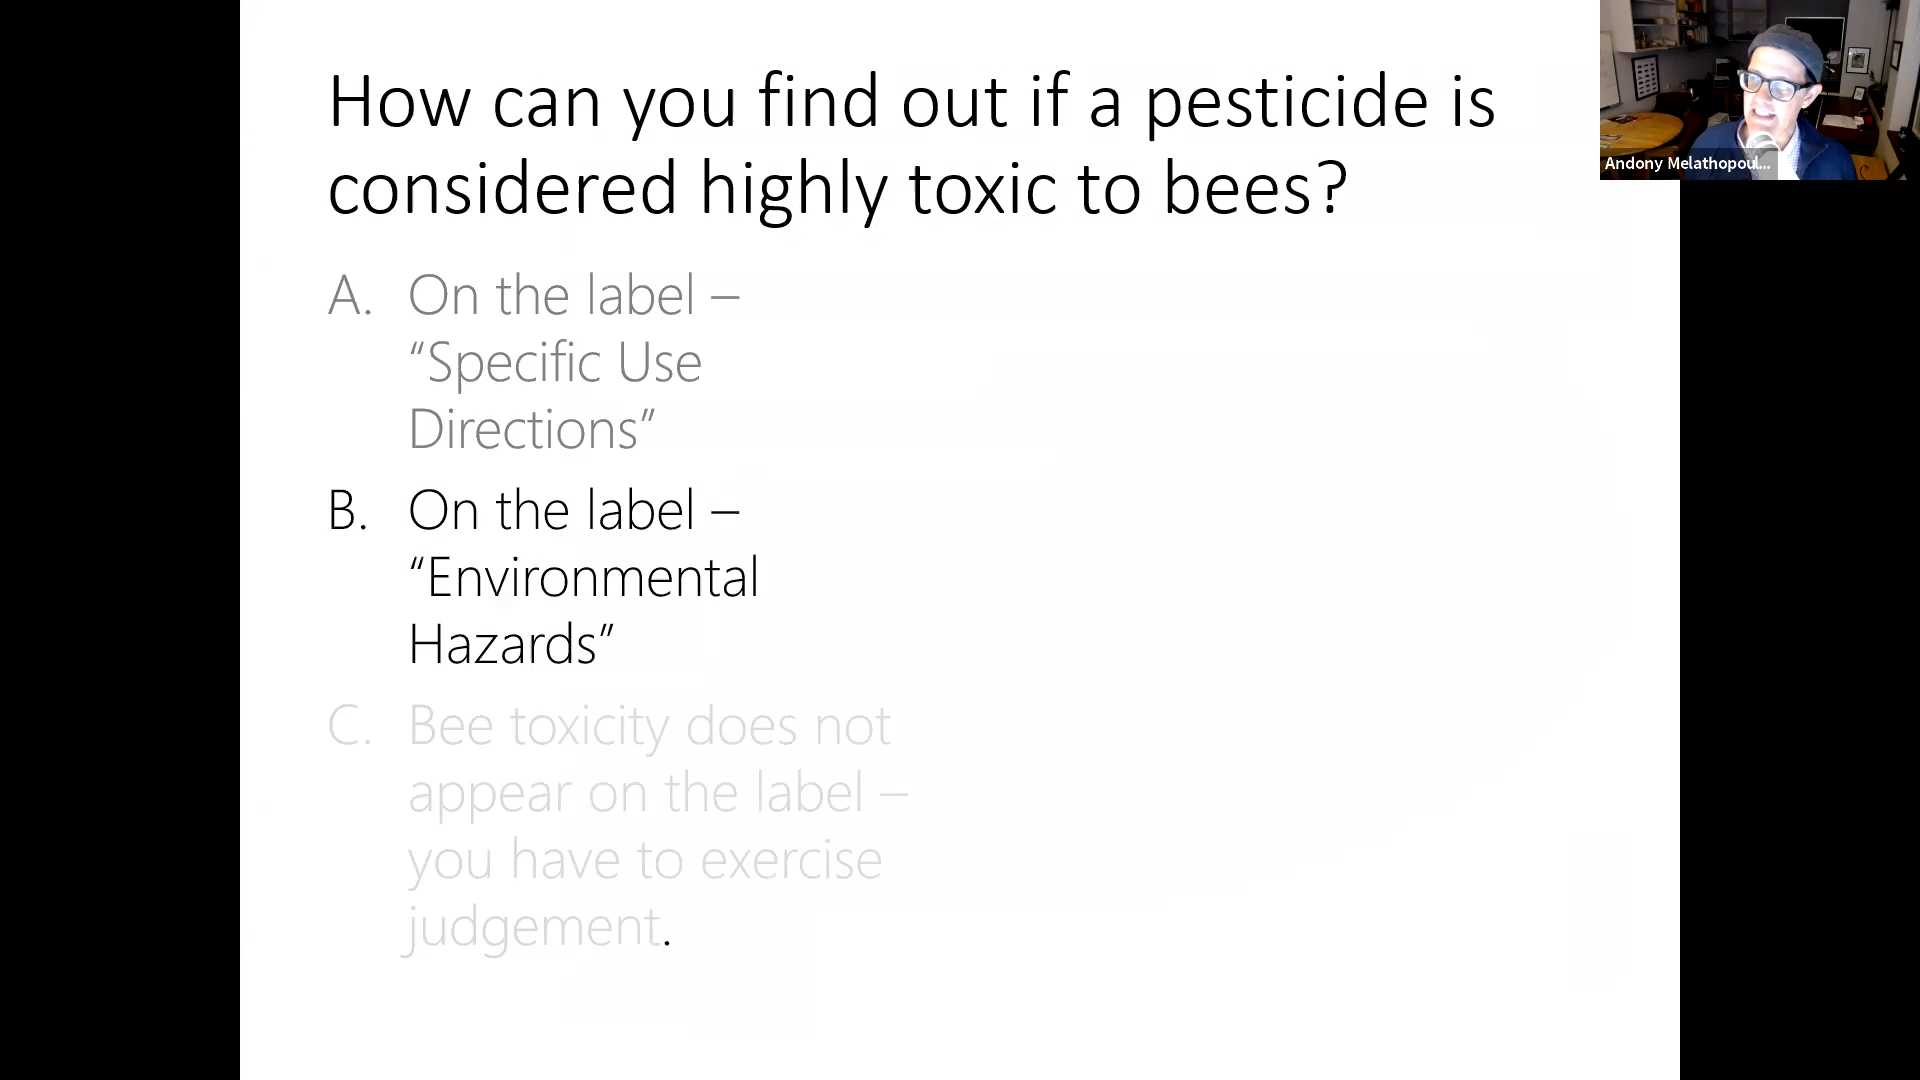 How can you find out if a pesticide is
considered highly toxic to bees?
A. On the label –
“Specific Use
Directions”
B. On the label –
“Environmental
Hazards”
C. Bee toxicity does not
appear on the label –
you have to exercise
judgement.
Andony Melathopoul...